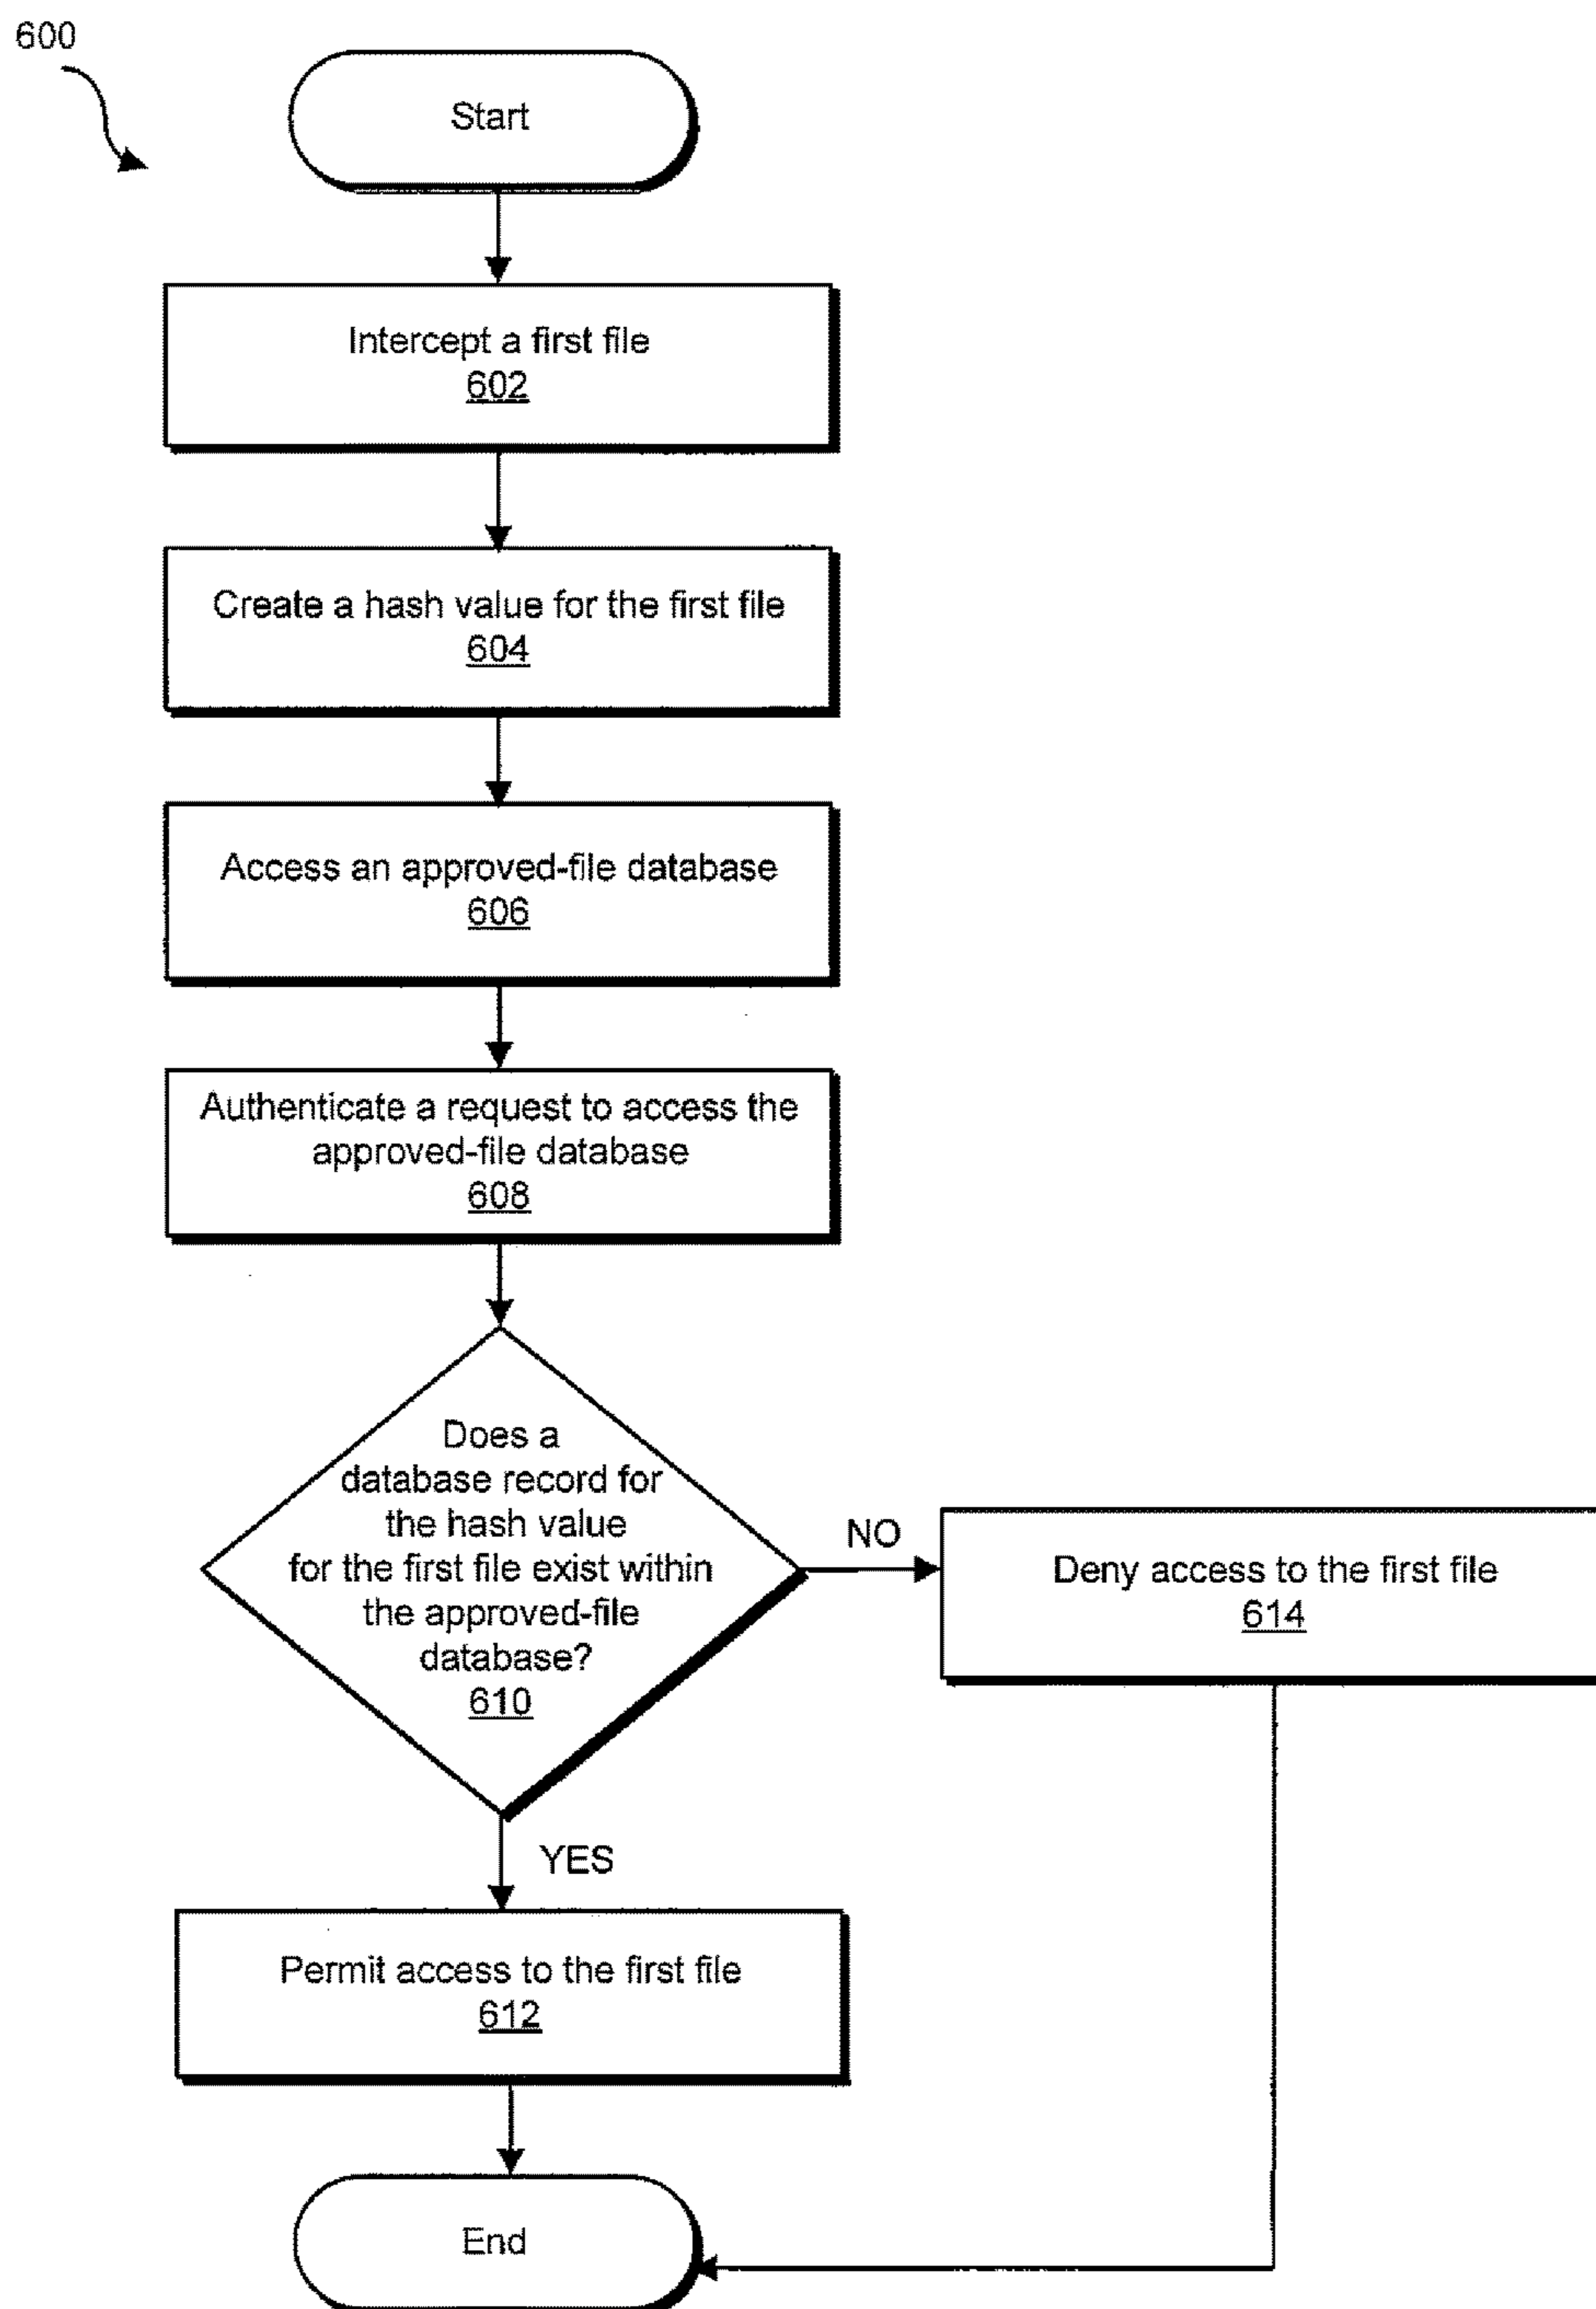 600
Start
Intercept a first file
602
Create a hash value for the first file
604
Access an approved-file database
606
Authenticate a request to access the
approved-file database
608
Does a
database record for
the hash value
for the first file exist within
the approved-file
database?
610
NO
Deny access to the first file
614
YES
Permit access to the first file
612
End